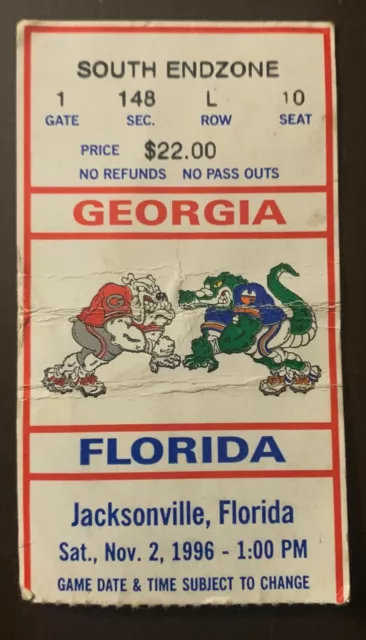 SOUTH ENDZONE
1 148 L 10
GATE SEC. ROW SEAT
PRICE $22.00
NO REFUNDS NO PASS OUTS
GEORGIA
G
FLORIDA
Jacksonville, Florida
Sat., Nov. 2, 1996 - 1:00 PM
GAME DATE & TIME SUBJECT TO CHANGE